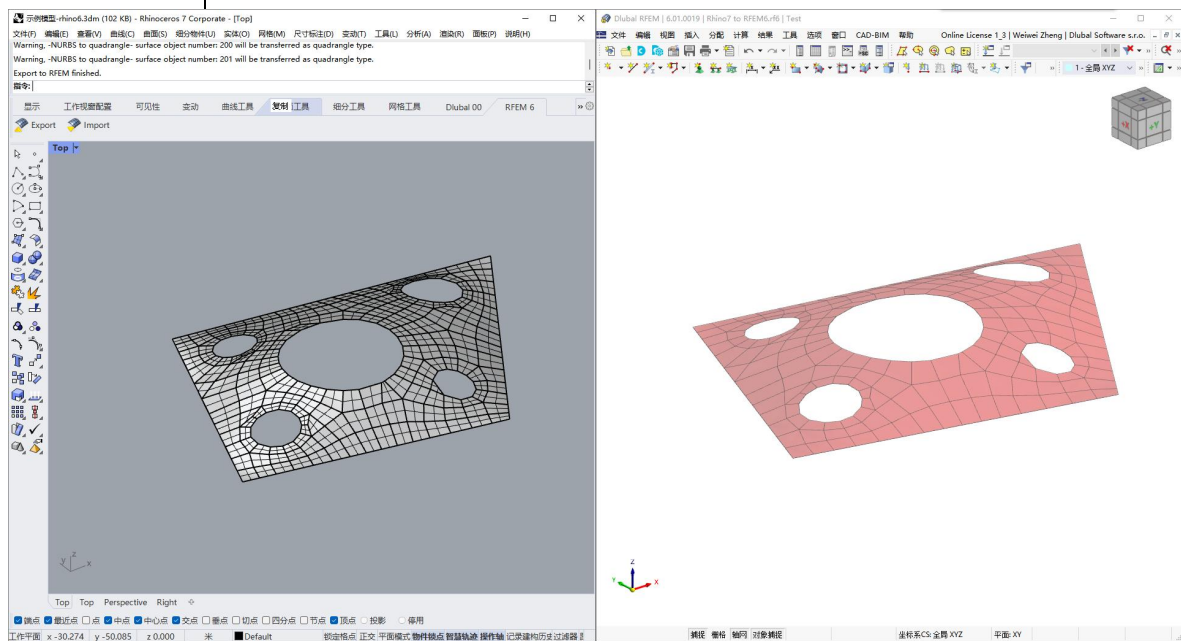 示例模型-rhino6.3dm (102 KB) - Rhinoceros 7 Corporate - [Top]
文件(F) 编辑(E) 查看(V) 曲线(C) 曲面(S) 细分物件(U) 实体(O) 网格(M) 尺寸标注(D) 变动(T) 工具(L) 分析(A) 渲染(R) 面板(P) 说明(H)
Warning, -NURBS to quadrangle- surface object number: 200 will be transferred as quadrangle type.
Warning, -NURBS to quadrangle- surface object number: 201 will be transferred as quadrangle type.
Export to RFEM finished.
指令:
显示 工作视窗配置 可见性 变动 曲线工具 复制 工具 细分工具 网格工具 Dlubal 00 RFEM 6
Export Import
Top
z
y x
Top Top Perspective Right
端点 最近点 点 中点 中心点 交点 垂点 切点 四分点 节点 顶点 投影 停用
工作平面 x -30.274 y -50.085 z 0.000 米 Default 锁定格点 正交 平面模式 物件锁点 智慧轨迹 操作轴 记录建构历史 过滤器
Dlubal RFEM | 6.01.0019 | Rhino7 to RFEM6.rf6 | Test
文件 编辑 视图 插入 分配 计算 结果 工具 选项 窗口 CAD-BIM 帮助 Online License 1_3 | Weiwei Zheng | Dlubal Software s.r.o.
1 - 全局 XYZ
+X +Y
Z
Y X
捕捉 栅格 轴网 对象捕捉 坐标系CS: 全局 XYZ 平面: XY